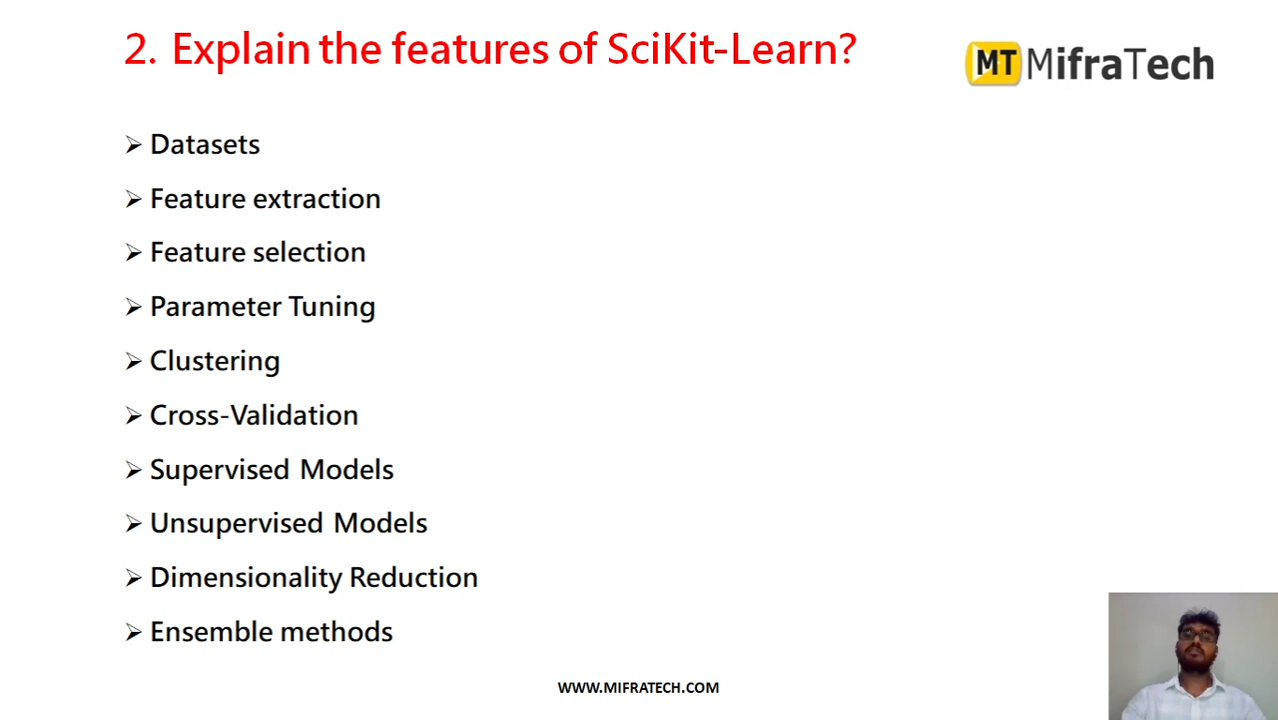 2. Explain the features of SciKit-Learn?
MT MifraTech
➢ Datasets
➢ Feature extraction
➢ Feature selection
➢ Parameter Tuning
➢ Clustering
➢ Cross-Validation
➢ Supervised Models
➢ Unsupervised Models
➢ Dimensionality Reduction
➢ Ensemble methods
WWW.MIFRATECH.COM